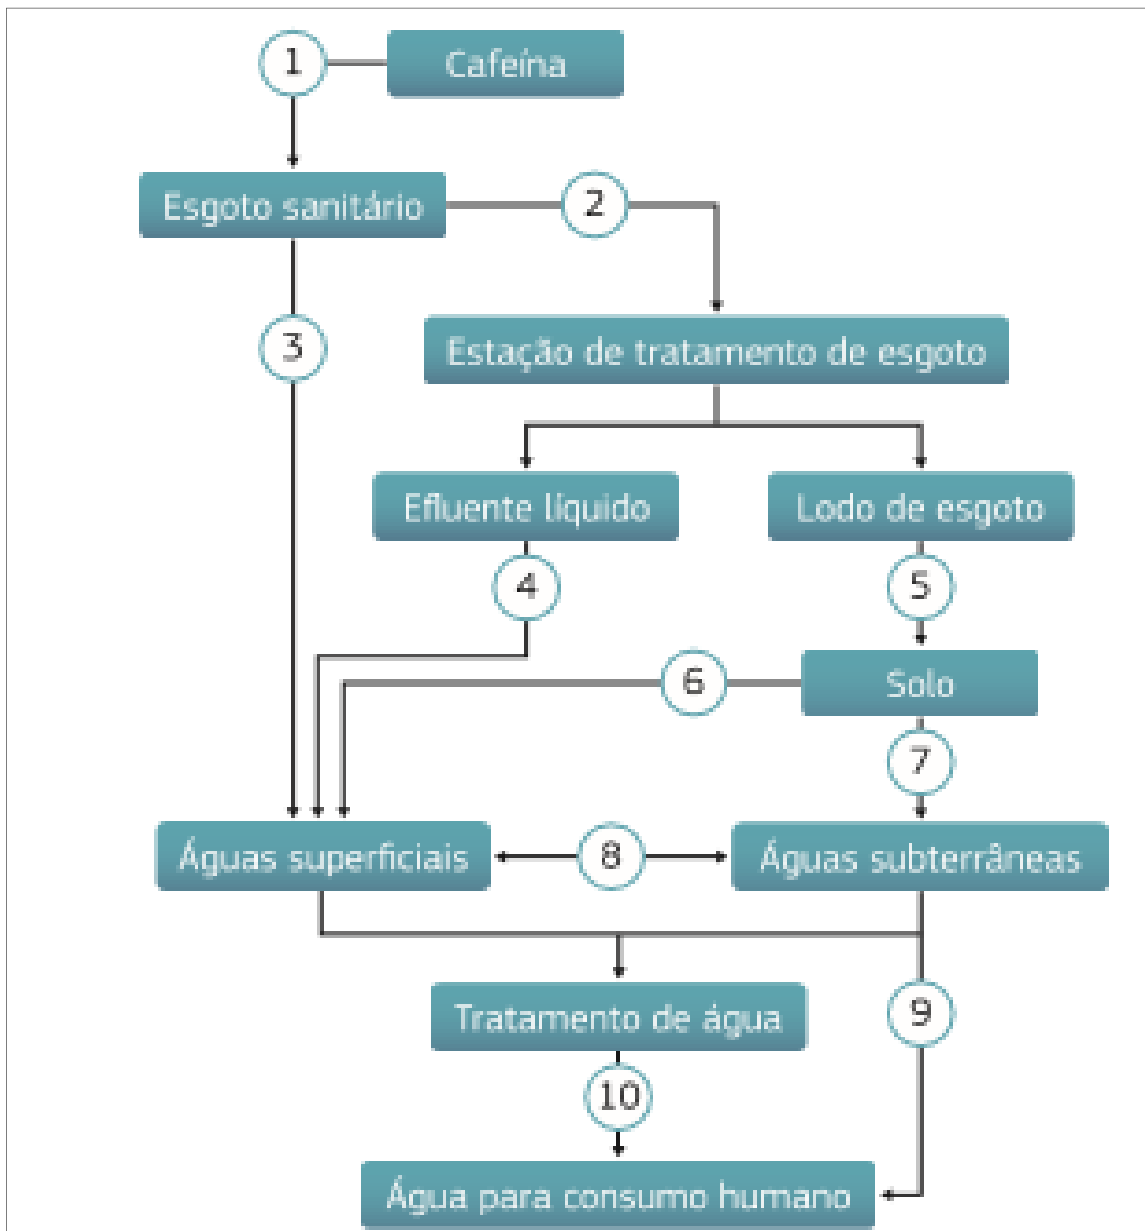 1
Cafeína
Esgoto sanitário
2
3
Estação de tratamento de esgoto
Efluente líquido
Lodo de esgoto
4
5
6
Solo
7
Águas superficiais
8
Águas subterrâneas
Tratamento de água
9
10
Água para consumo humano